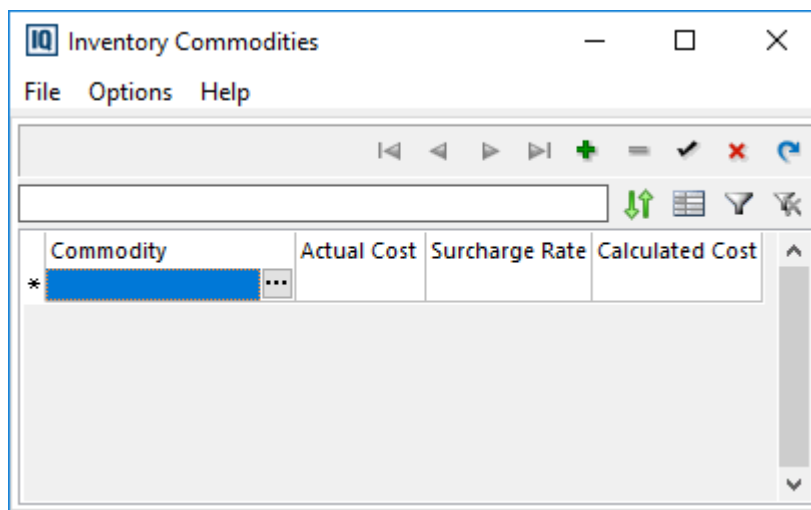 IQ Inventory Commodities
File Options Help
Commodity Actual Cost Surcharge Rate Calculated Cost
*